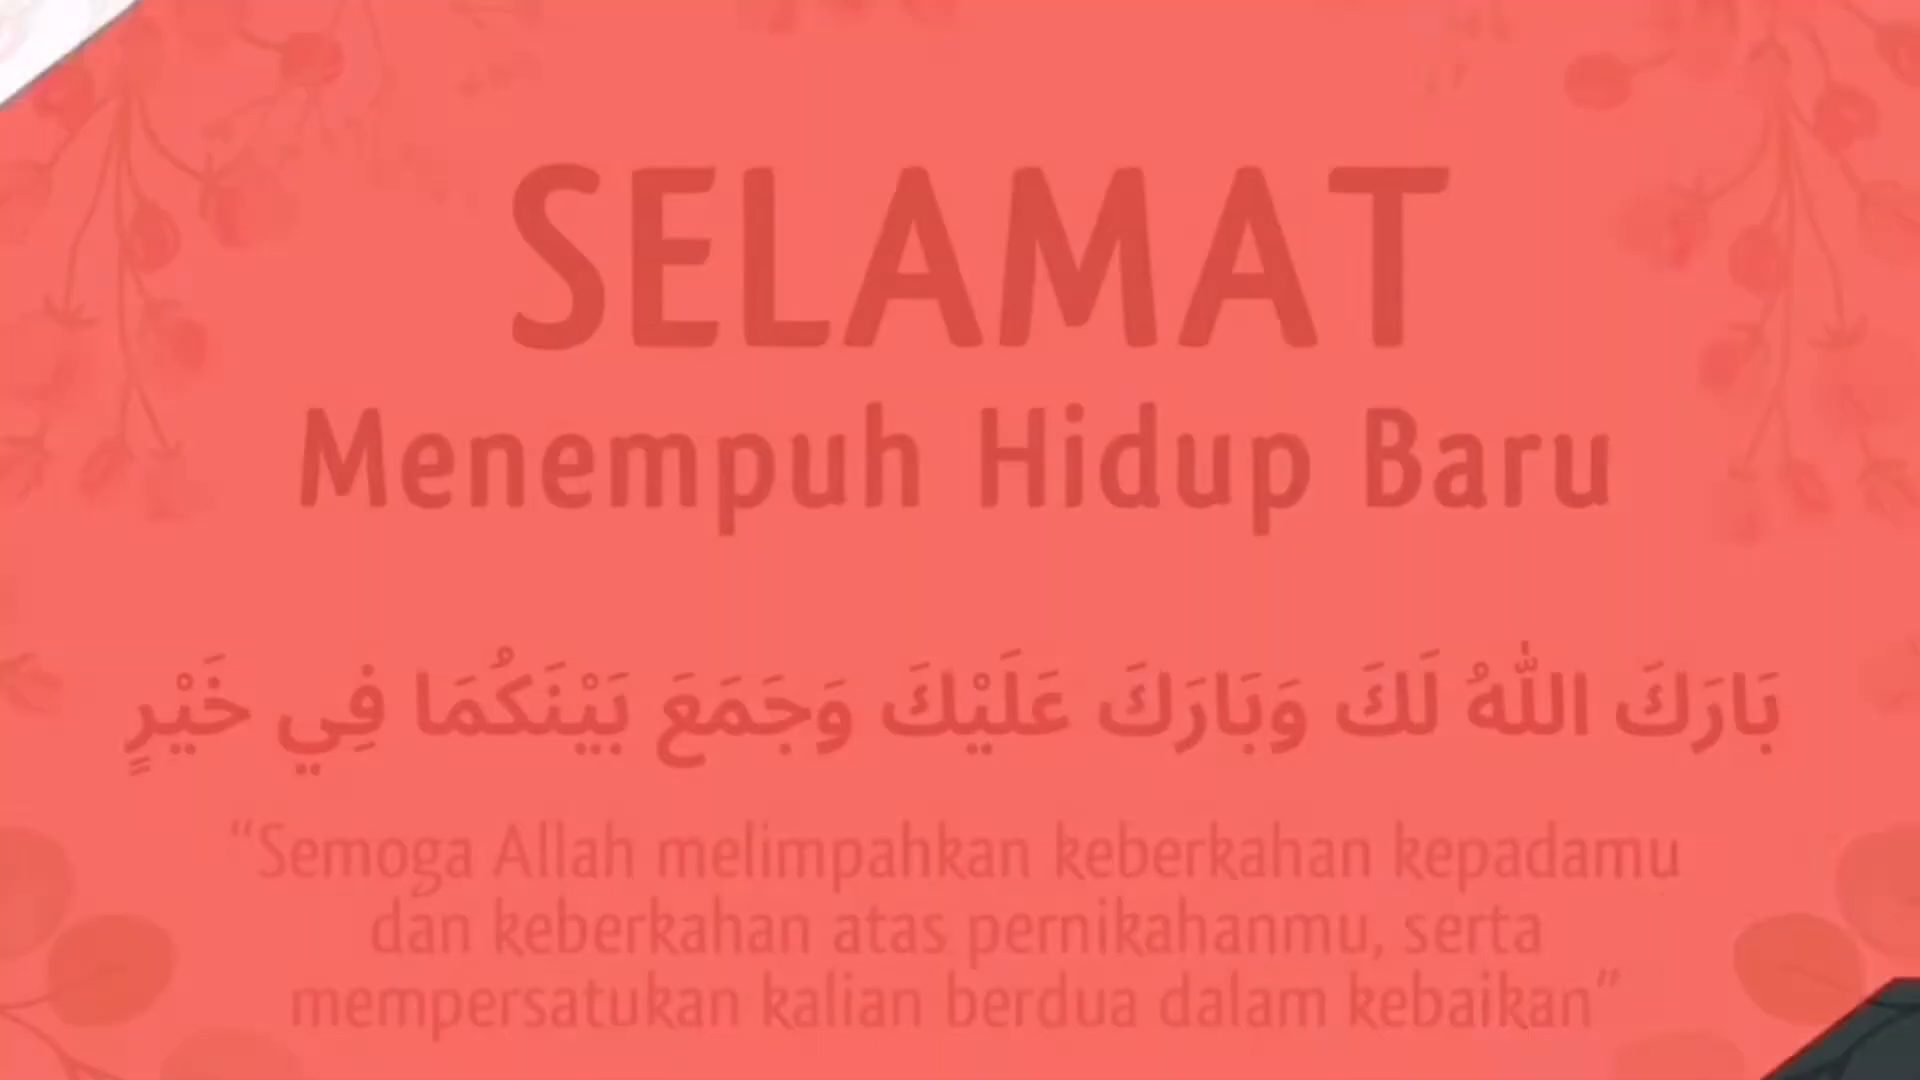 SELAMAT
Menempuh Hidup Baru
بَارَكَ اللّٰهُ لَكَ وَبَارَكَ عَلَيْكَ وَجَمَعَ بَيْنَكُمَا فِي خَيْرٍ
“Semoga Allah melimpahkan keberkahan kepadamu
dan keberkahan atas pernikahanmu, serta
mempersatukan kalian berdua dalam kebaikan”